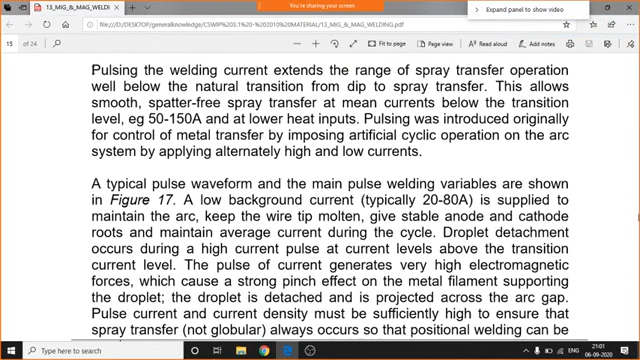 13_MIG_&_MAG_WELDING.pdf
You're sharing your screen
Expand panel to show video
file:///D:/DESKTOP/generalknowledge/CSWIP%203.1%20-%202010%20MATERIAL/13_MIG_&_MAG_WELDING.pdf
15 of 24
Fit to page Page view Read aloud Add notes
Pulsing the welding current extends the range of spray transfer operation
well below the natural transition from dip to spray transfer. This allows
smooth, spatter-free spray transfer at mean currents below the transition
level, eg 50-150A and at lower heat inputs. Pulsing was introduced originally
for control of metal transfer by imposing artificial cyclic operation on the arc
system by applying alternately high and low currents.
A typical pulse waveform and the main pulse welding variables are shown
in Figure 17. A low background current (typically 20-80A) is supplied to
maintain the arc, keep the wire tip molten, give stable anode and cathode
roots and maintain average current during the cycle. Droplet detachment
occurs during a high current pulse at current levels above the transition
current level. The pulse of current generates very high electromagnetic
forces, which cause a strong pinch effect on the metal filament supporting
the droplet; the droplet is detached and is projected across the arc gap.
Pulse current and current density must be sufficiently high to ensure that
spray transfer (not globular) always occurs so that positional welding can be
Type here to search
ENG
21:01
06-09-2020